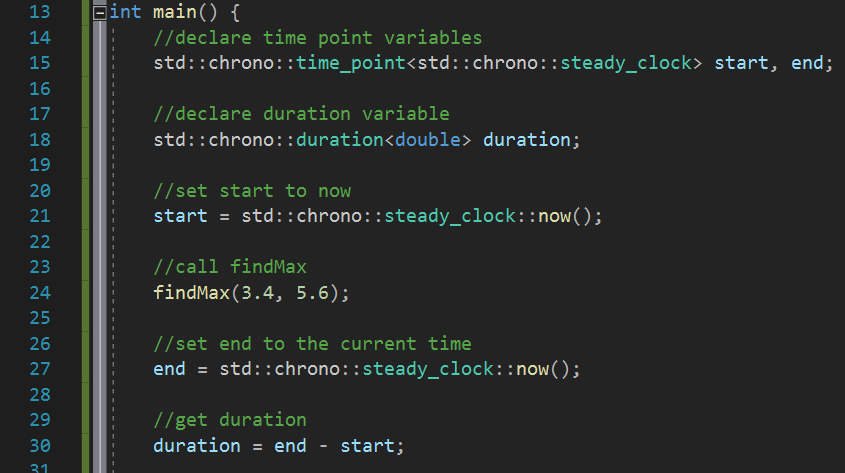 13 int main() {
14 //declare time point variables
15 std::chrono::time_point<std::chrono::steady_clock> start, end;
16
17 //declare duration variable
18 std::chrono::duration<double> duration;
19
20 //set start to now
21 start = std::chrono::steady_clock::now();
22
23 //call findMax
24 findMax(3.4, 5.6);
25
26 //set end to the current time
27 end = std::chrono::steady_clock::now();
28
29 //get duration
30 duration = end - start;
31